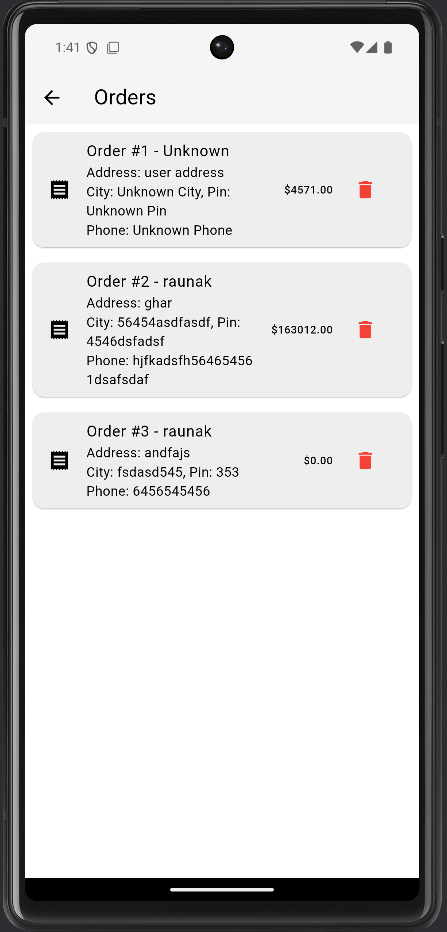 1:41
Orders
Order #1 - Unknown
Address: user address
City: Unknown City, Pin:
Unknown Pin
Phone: Unknown Phone
$4571.00
Order #2 - raunak
Address: ghar
City: 56454asdfasdf, Pin:
4546dsfadsf
Phone: hjfkadsfh56465456
1dsafsdaf
$163012.00
Order #3 - raunak
Address: andfajs
City: fsdasd545, Pin: 353
Phone: 6456545456
$0.00